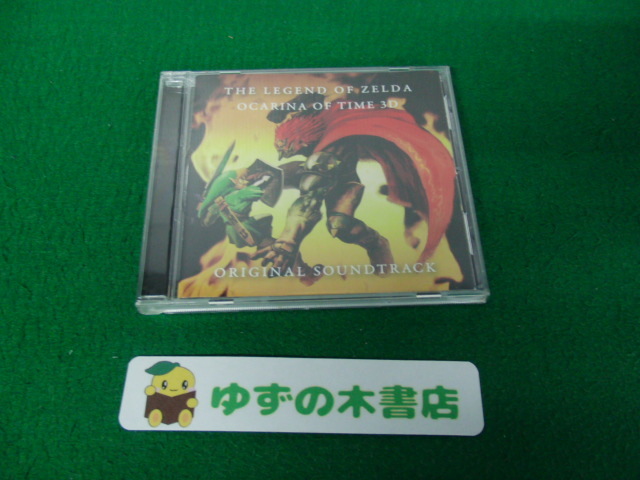 THE LEGEND OF ZELDA
OCARINA OF TIME 3D
ORIGINAL SOUNDTRACK
ゆずの木書店